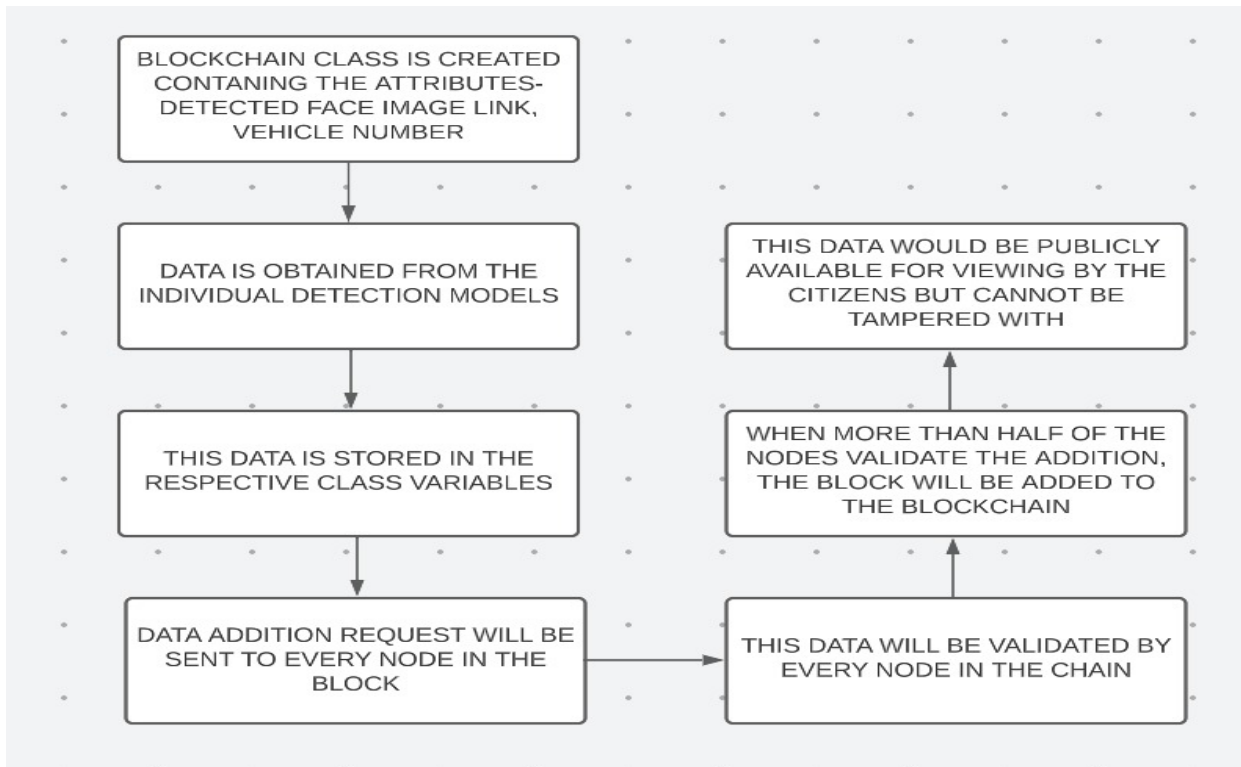 BLOCKCHAIN CLASS IS CREATED
CONTANING THE ATTRIBUTES-
DETECTED FACE IMAGE LINK,
VEHICLE NUMBER
DATA IS OBTAINED FROM THE
INDIVIDUAL DETECTION MODELS
THIS DATA IS STORED IN THE
RESPECTIVE CLASS VARIABLES
DATA ADDITION REQUEST WILL BE
SENT TO EVERY NODE IN THE
BLOCK
THIS DATA WILL BE VALIDATED BY
EVERY NODE IN THE CHAIN
WHEN MORE THAN HALF OF THE
NODES VALIDATE THE ADDITION,
THE BLOCK WILL BE ADDED TO
THE BLOCKCHAIN
THIS DATA WOULD BE PUBLICLY
AVAILABLE FOR VIEWING BY THE
CITIZENS BUT CANNOT BE
TAMPERED WITH